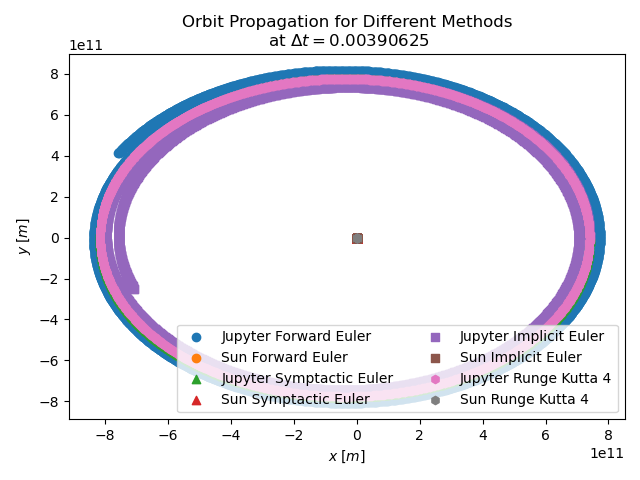 Orbit Propagation for Different Methods
at Δt = 0.00390625
1e11
8
6
4
2
0
−2
−4
−6
−8
y [m]
Jupyter Forward Euler
Sun Forward Euler
Jupyter Symptactic Euler
Sun Symptactic Euler
Jupyter Implicit Euler
Sun Implicit Euler
Jupyter Runge Kutta 4
Sun Runge Kutta 4
−8 −6 −4 −2 0 2 4 6 8
x [m]
1e11